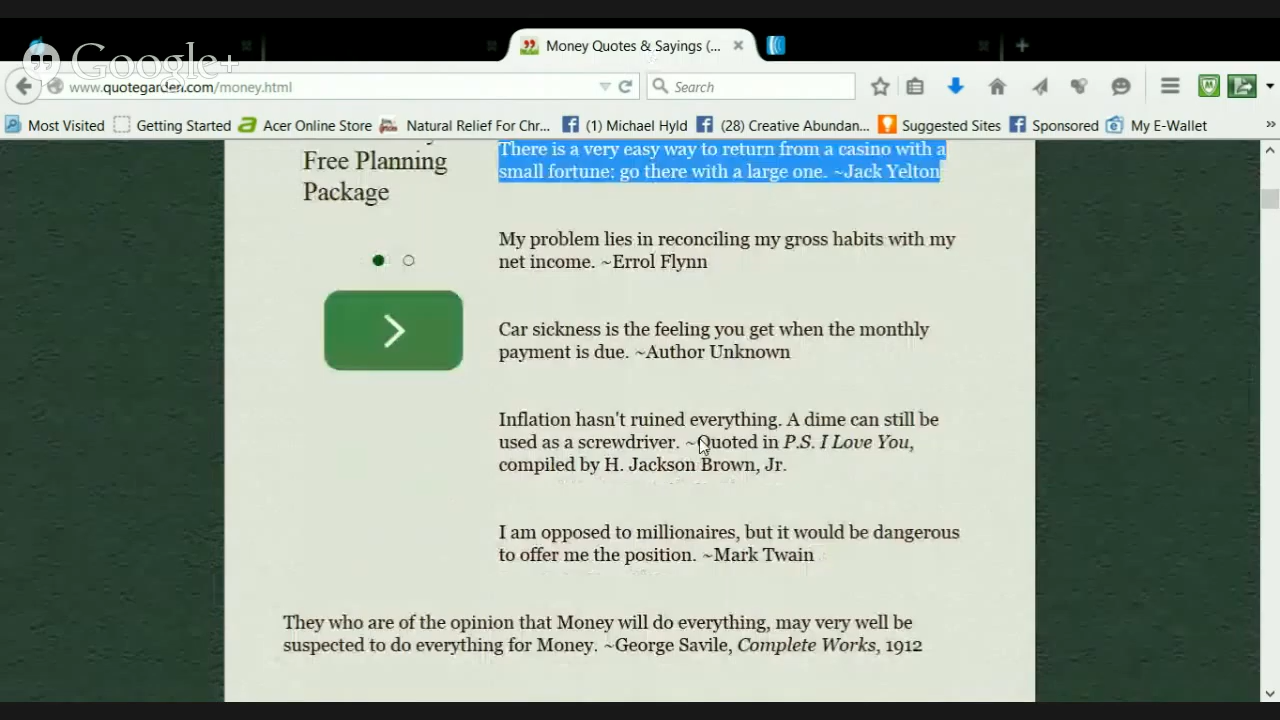 Google+
Money Quotes & Sayings (...
www.quotegarden.com/money.html
Search
Most Visited
Getting Started
Acer Online Store
Natural Relief For Chr...
(1) Michael Hyld
(28) Creative Abundan...
Suggested Sites
Sponsored
My E-Wallet
»
Free Planning
Package
There is a very easy way to return from a casino with a
small fortune: go there with a large one. ~Jack Yelton
My problem lies in reconciling my gross habits with my
net income. ~Errol Flynn
Car sickness is the feeling you get when the monthly
payment is due. ~Author Unknown
Inflation hasn't ruined everything. A dime can still be
used as a screwdriver. ~Quoted in P.S. I Love You,
compiled by H. Jackson Brown, Jr.
I am opposed to millionaires, but it would be dangerous
to offer me the position. ~Mark Twain
They who are of the opinion that Money will do everything, may very well be
suspected to do everything for Money. ~George Savile, Complete Works, 1912